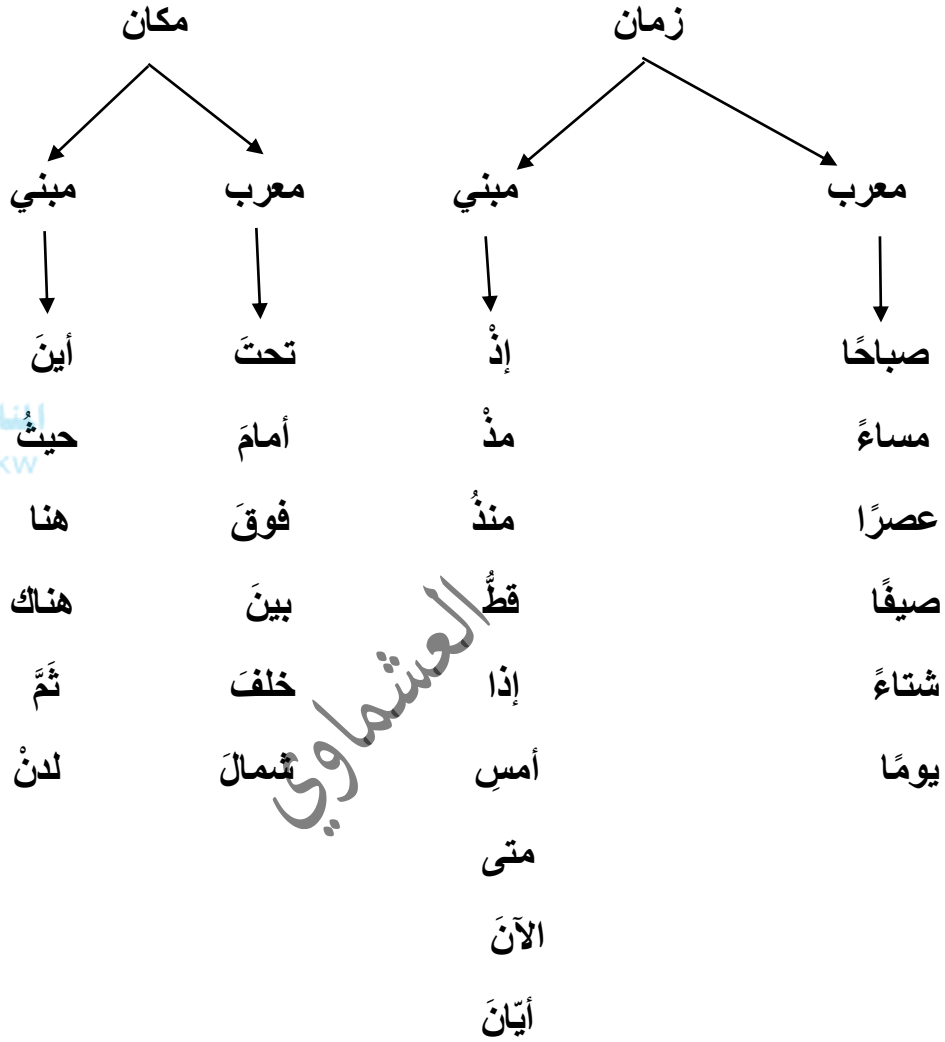 زمان مكان
معرب مبني معرب مبني
صباحًا إذْ تحتَ أينَ
مساءً مذْ أمامَ حيثُ
عصرًا منذُ فوقَ هنا
صيفًا قطُّ بينَ هناك
شتاءً إذا خلفَ ثَمَّ
يومًا أمسِ شمالَ لدنْ
متى
الآنَ
أيّانَ
العشماوي